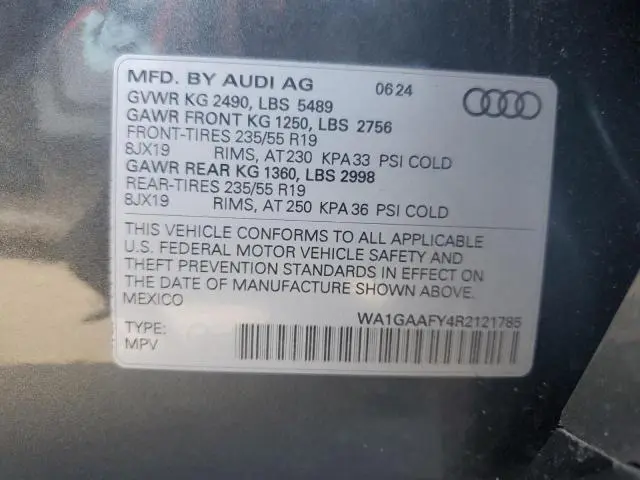 MFD. BY AUDI AG 0624
GVWR KG 2490, LBS 5489
GAWR FRONT KG 1250, LBS 2756
FRONT-TIRES 235/55 R19
8JX19 RIMS, AT 230 KPA 33 PSI COLD
GAWR REAR KG 1360, LBS 2998
REAR-TIRES 235/55 R19
8JX19 RIMS, AT 250 KPA 36 PSI COLD
THIS VEHICLE CONFORMS TO ALL APPLICABLE
U.S. FEDERAL MOTOR VEHICLE SAFETY AND
THEFT PREVENTION STANDARDS IN EFFECT ON
THE DATE OF MANUFACTURE SHOWN ABOVE.
MEXICO
WA1GAAFY4R2121785
TYPE:
MPV